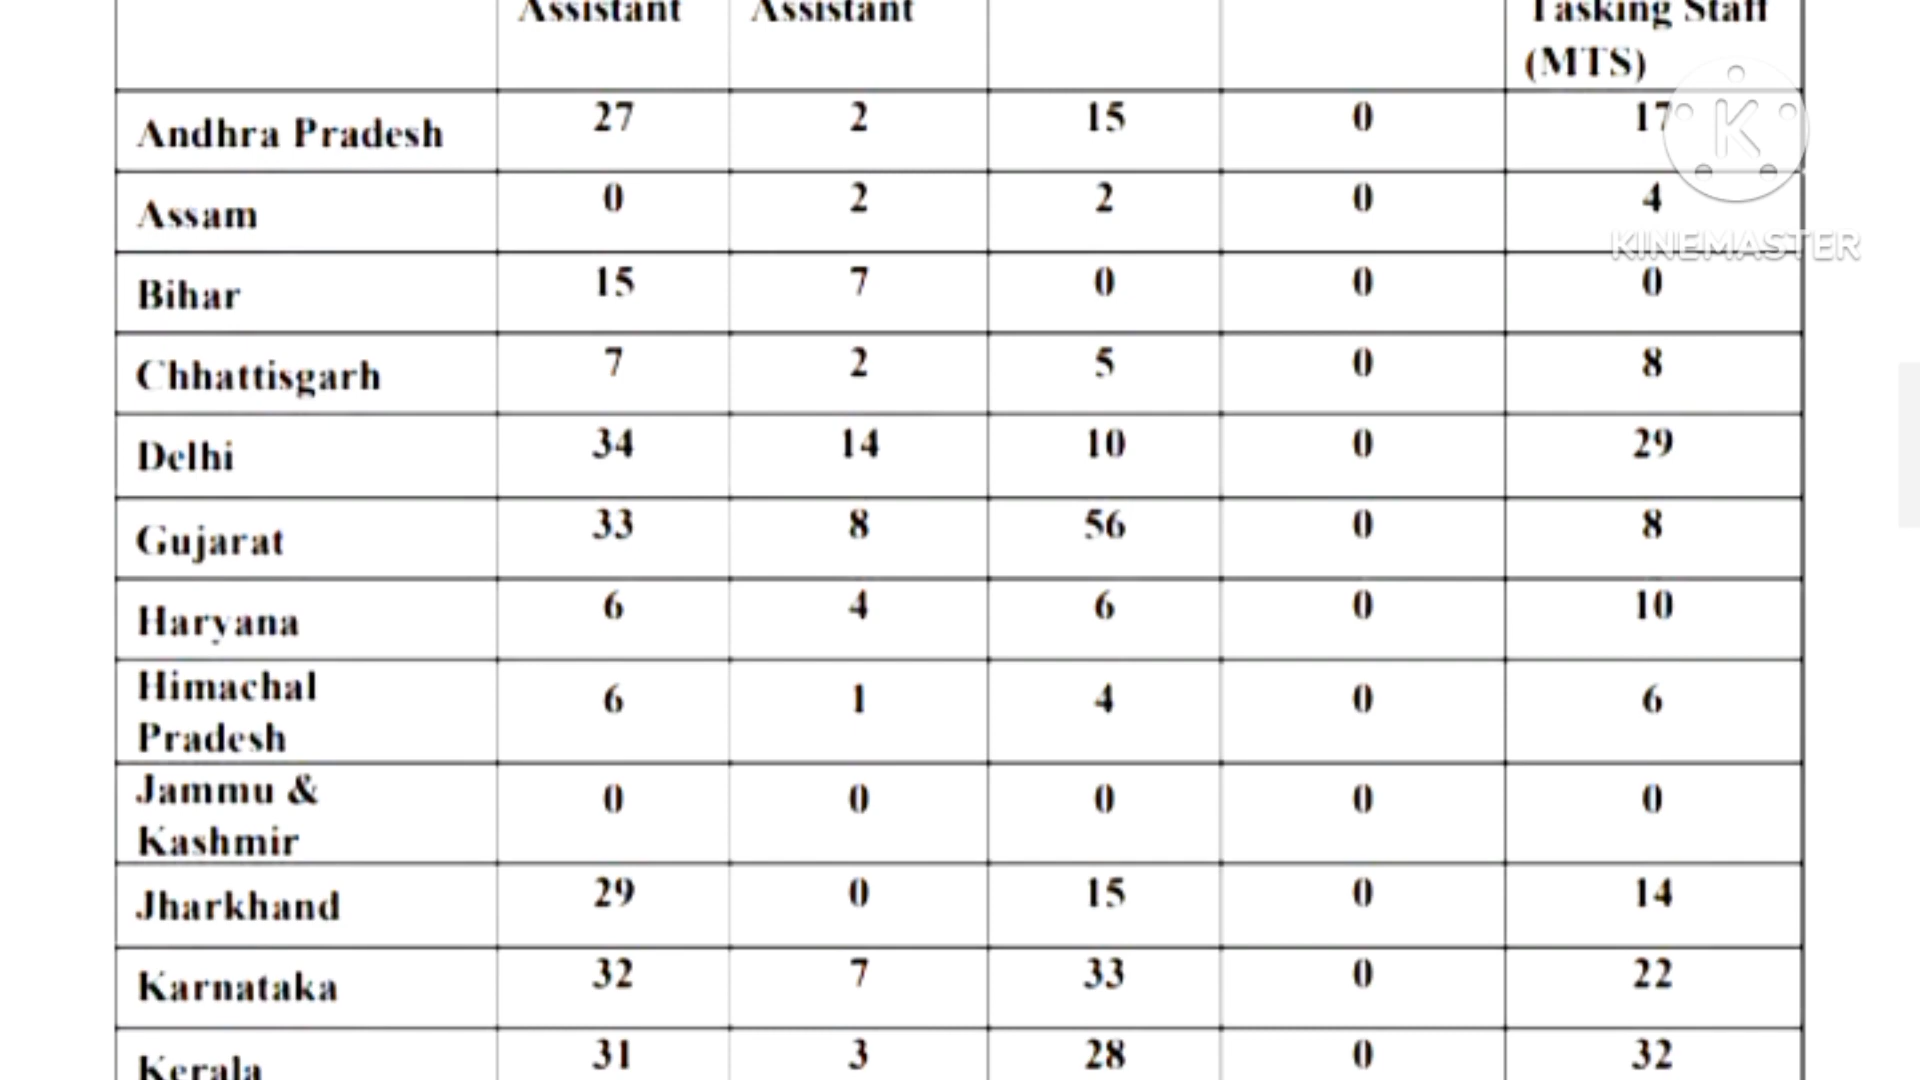 Assistant Assistant Tasking Staff
(MTS)
Andhra Pradesh 27 2 15 0 17
Assam 0 2 2 0 4
KINEMASTER
Bihar 15 7 0 0 0
Chhattisgarh 7 2 5 0 8
Delhi 34 14 10 0 29
Gujarat 33 8 56 0 8
Haryana 6 4 6 0 10
Himachal
Pradesh 6 1 4 0 6
Jammu &
Kashmir 0 0 0 0 0
Jharkhand 29 0 15 0 14
Karnataka 32 7 33 0 22
Kerala 31 3 28 0 32